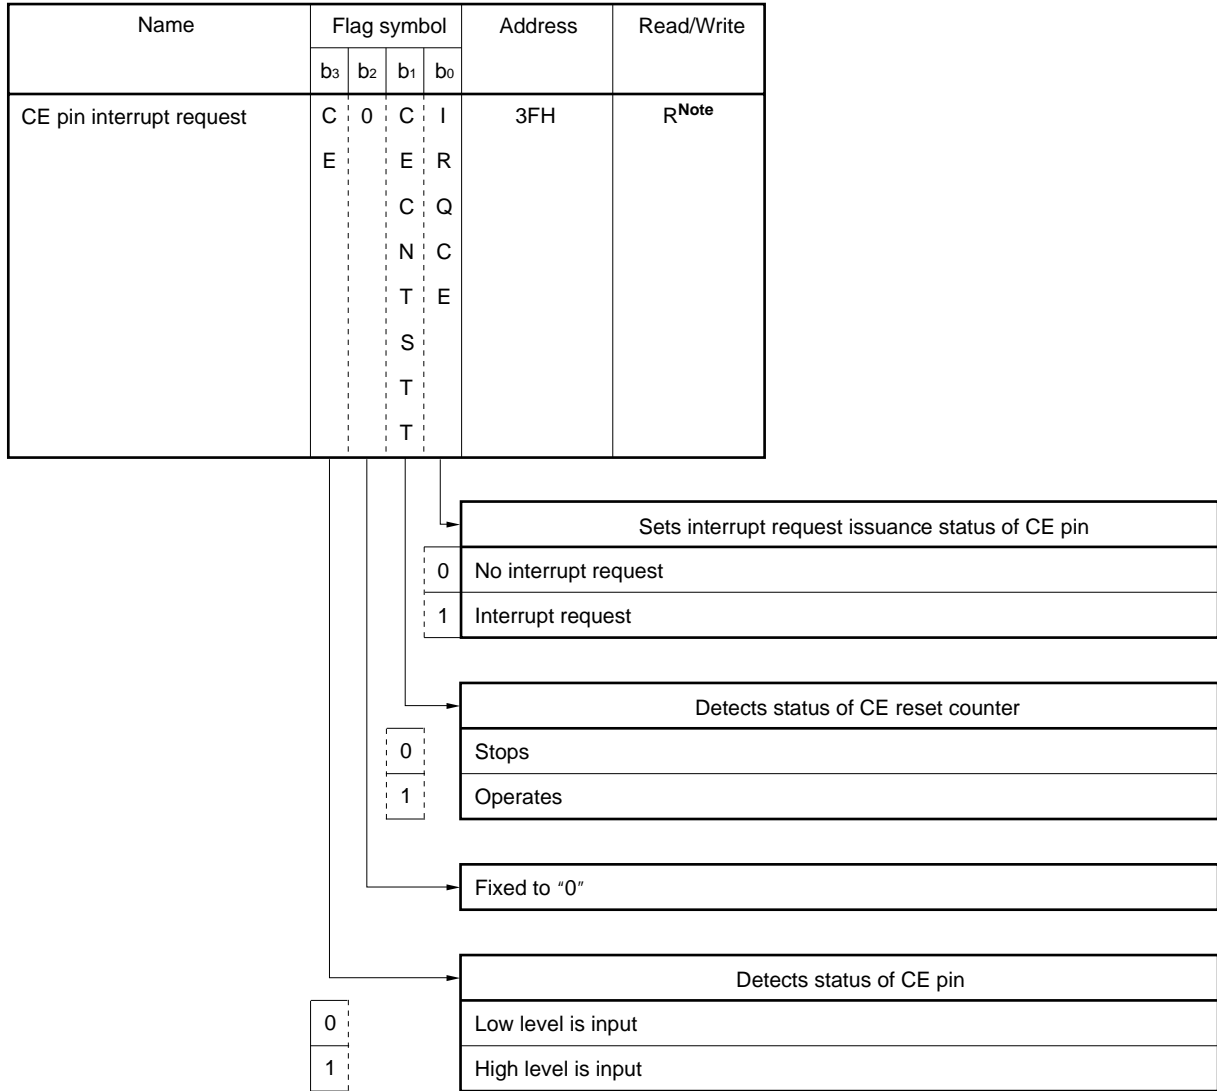 Name Flag symbol Address Read/Write
b3 b2 b1 b0
CE pin interrupt request C 0 C I 3FH RNote
E E R
C Q
N C
T E
S
T
T
Sets interrupt request issuance status of CE pin
0 No interrupt request
1 Interrupt request
Detects status of CE reset counter
0 Stops
1 Operates
Fixed to "0"
Detects status of CE pin
0 Low level is input
1 High level is input